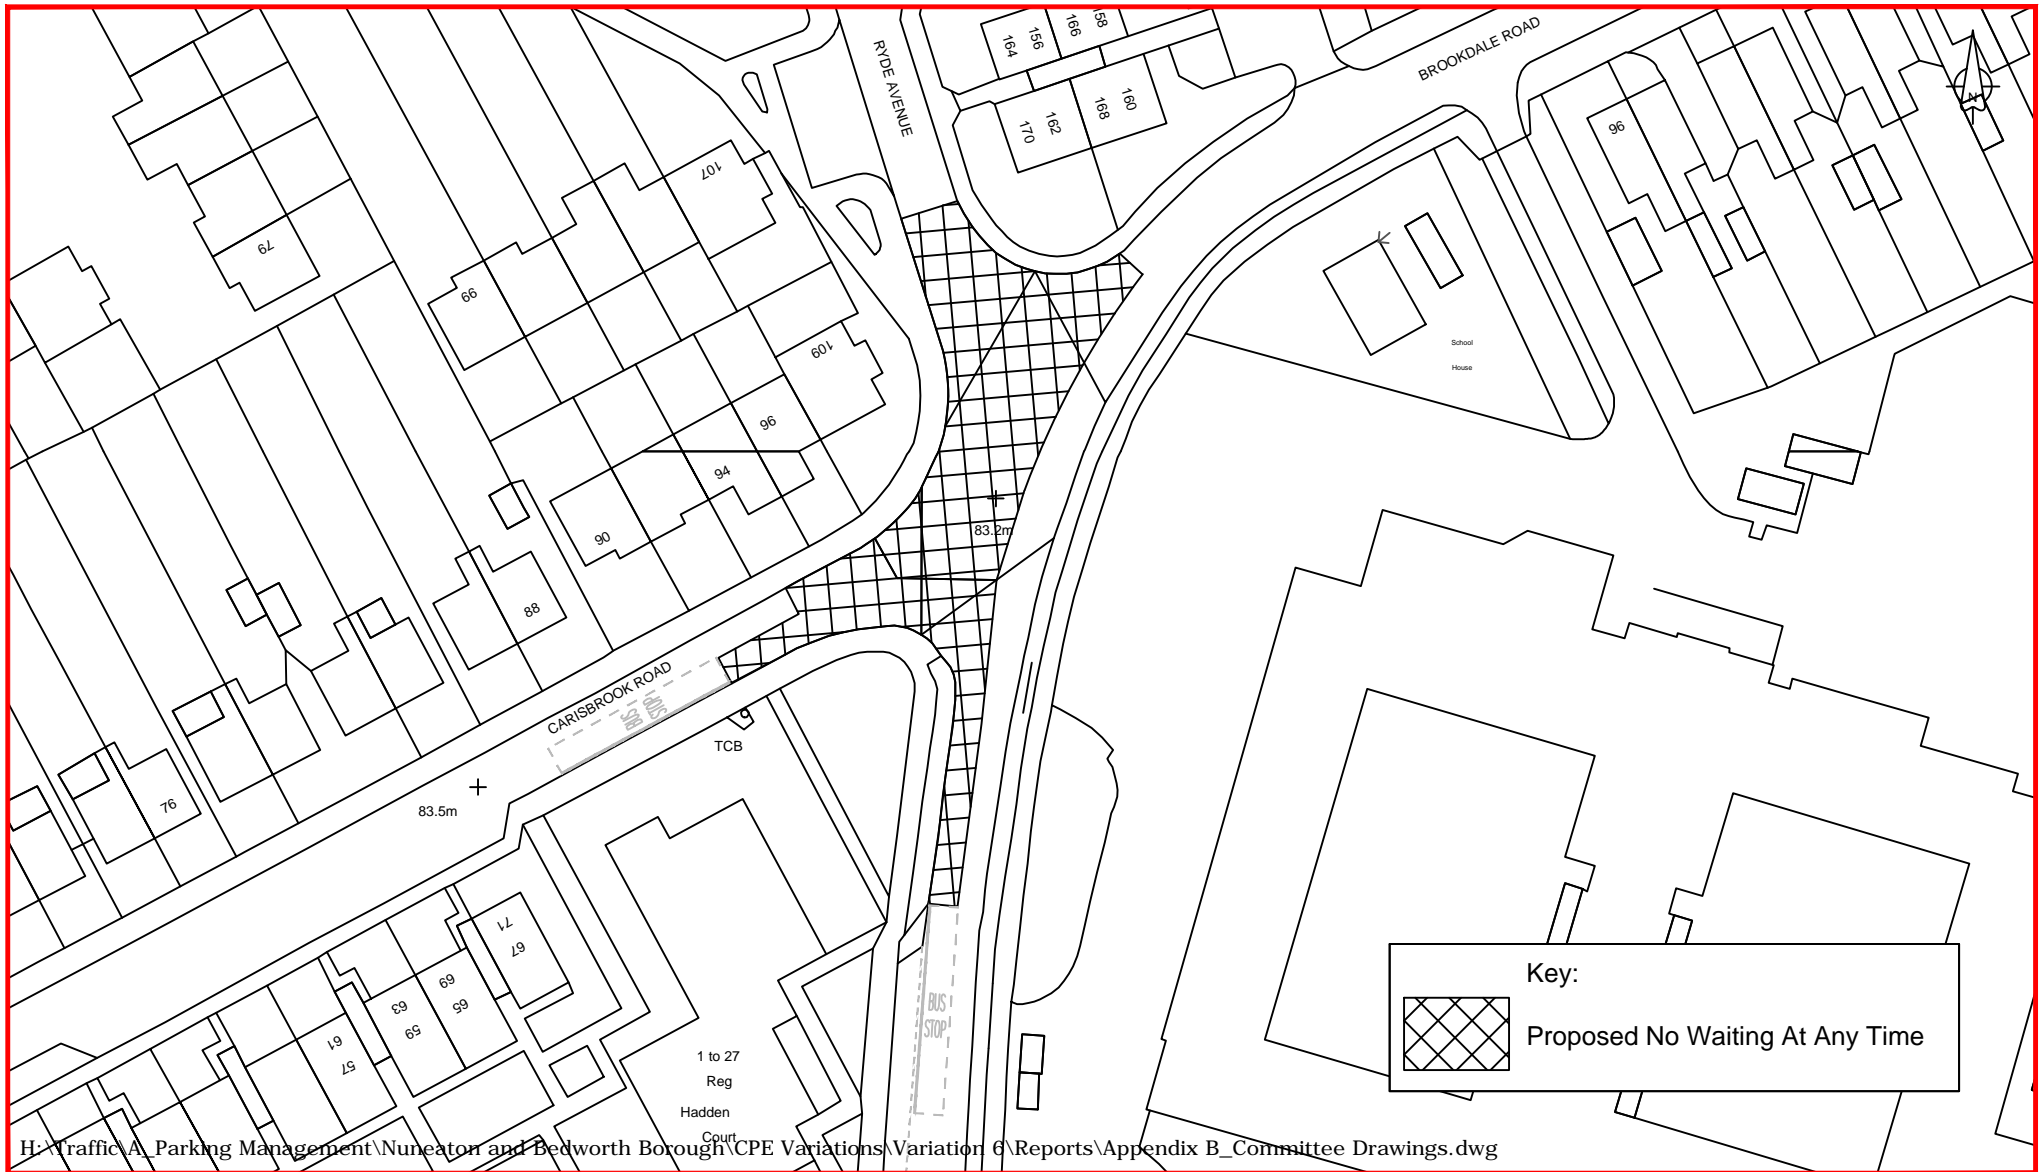 164
156
166
158
RYDE AVENUE
BROOKDALE ROAD
N
170
162
168
160
96
107
79
99
School
House
109
96
94
90
83.2m
88
CARISBROOK ROAD
BUS
STOP
TCB
76
83.5m
71
67
69
65
63
59
61
57
BUS
STOP
1 to 27
Reg
Hadden
Court
Key:
Proposed No Waiting At Any Time
H:\Traffic\A_Parking Management\Nuneaton and Bedworth Borough\CPE Variations\Variation 6\Reports\Appendix B_Committee Drawings.dwg